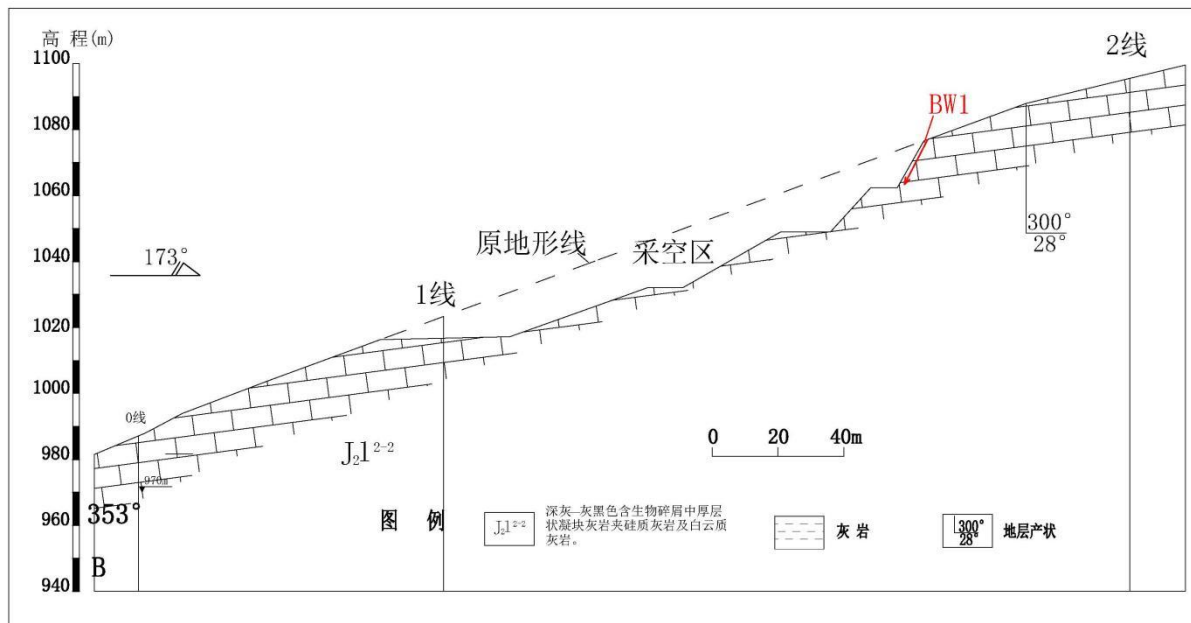 高 程(m)
1100
1080
1060
1040
1020
1000
980
960
940
2线
BW1
300°
28°
原地形线
采空区
173°
1线
0线
970m
0 20 40m
J₂l²⁻²
353°
B
图 例
J₂l²⁻²
深灰—灰黑色含生物碎屑中厚层
状凝块灰岩夹硅质灰岩及白云质
灰岩。
灰 岩
300°
28°
地层产状